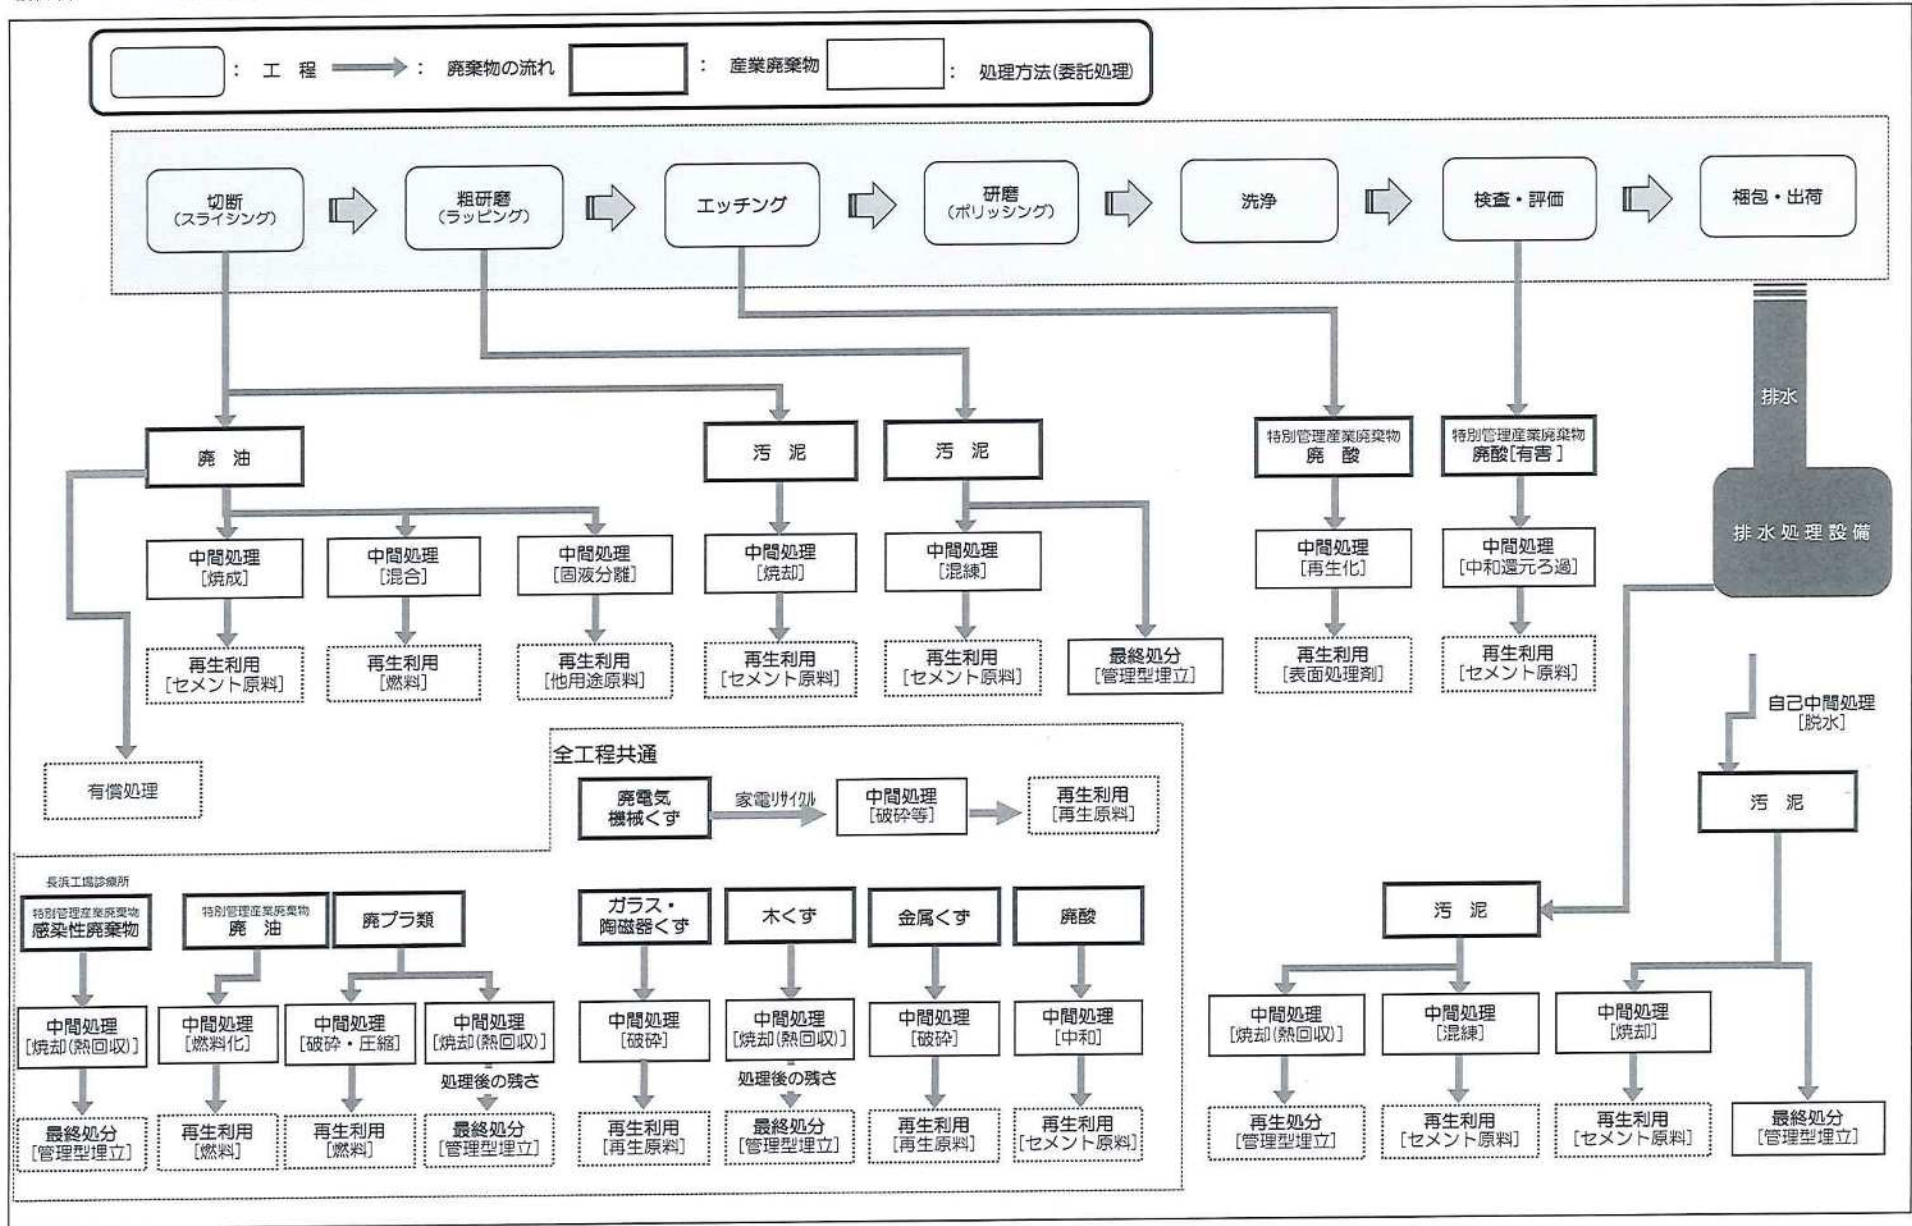 ： 工 程
： 廃棄物の流れ
： 産業廃棄物
： 処理方法(委託処理)
切断
(スライシング)
粗研磨
(ラッピング)
エッチング
研磨
(ポリッシング)
洗浄
検査・評価
梱包・出荷
排水
排水処理設備
廃 油
汚 泥
汚 泥
特別管理産業廃棄物
廃 酸
特別管理産業廃棄物
廃酸[有害]
中間処理
[焼成]
中間処理
[混合]
中間処理
[固液分離]
中間処理
[焼却]
中間処理
[混練]
中間処理
[再生化]
中間処理
[中和還元ろ過]
再生利用
[セメント原料]
再生利用
[燃料]
再生利用
[他用途原料]
再生利用
[セメント原料]
再生利用
[セメント原料]
最終処分
[管理型埋立]
再生利用
[表面処理剤]
再生利用
[セメント原料]
自己中間処理
[脱水]
有償処理
汚 泥
全工程共通
廃電気
機械くず
家電リサイクル
中間処理
[破砕等]
再生利用
[再生原料]
長浜工場診療所
特別管理産業廃棄物
感染性廃棄物
特別管理産業廃棄物
廃 油
廃プラ類
ガラス・
陶磁器くず
木くず
金属くず
廃酸
汚 泥
中間処理
[焼却(熱回収)]
中間処理
[燃料化]
中間処理
[破砕・圧縮]
中間処理
[焼却(熱回収)]
中間処理
[破砕]
中間処理
[焼却(熱回収)]
中間処理
[破砕]
中間処理
[中和]
中間処理
[焼却(熱回収)]
中間処理
[混練]
中間処理
[焼却]
処理後の残さ
処理後の残さ
最終処分
[管理型埋立]
再生利用
[燃料]
再生利用
[燃料]
最終処分
[管理型埋立]
再生利用
[再生原料]
最終処分
[管理型埋立]
再生利用
[再生原料]
再生利用
[セメント原料]
再生処分
[管理型埋立]
再生利用
[セメント原料]
再生利用
[セメント原料]
最終処分
[管理型埋立]